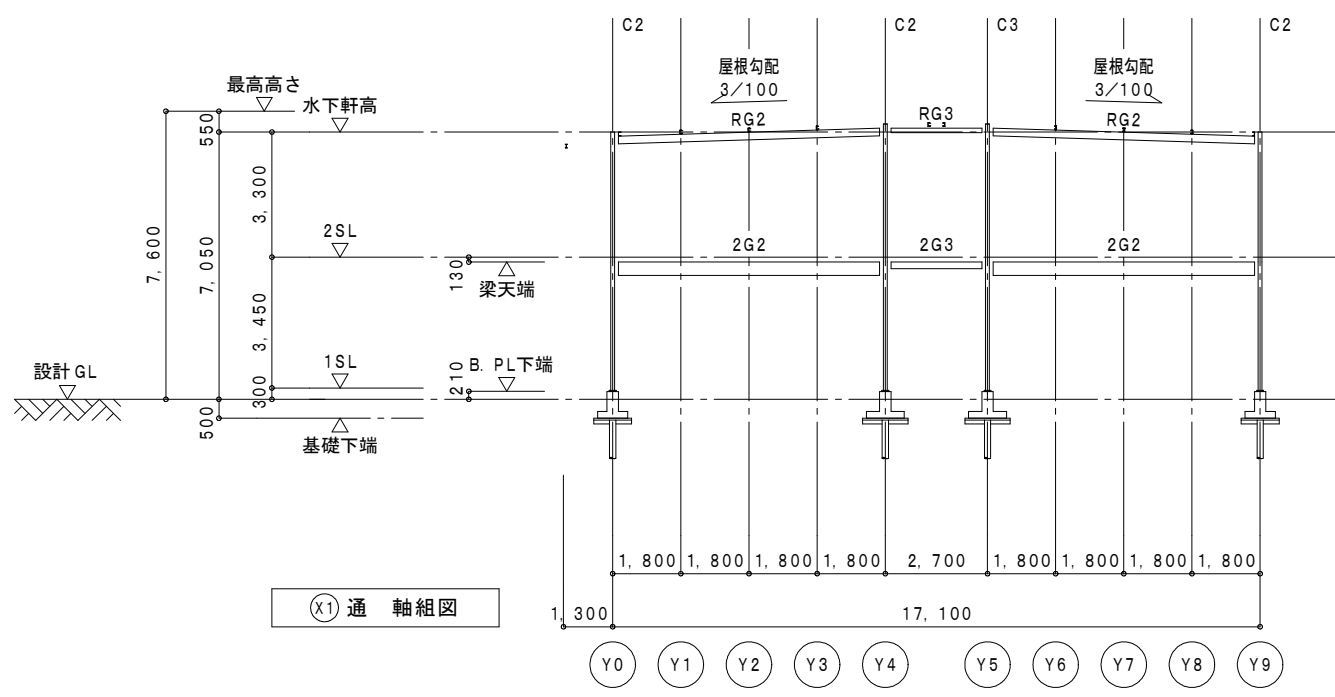 C2
C2
C3
C2
屋根勾配
3/100
屋根勾配
3/100
最高高さ
水下軒高
RG2
RG3
RG2
550
3, 300
7, 600
7, 050
2SL
130
梁天端
2G2
2G3
2G2
3, 450
1SL
210
B. PL下端
設計GL
300
500
基礎下端
1, 800
1, 800
1, 800
1, 800
2, 700
1, 800
1, 800
1, 800
1, 800
X1 通 軸組図
1, 300
17, 100
Y0
Y1
Y2
Y3
Y4
Y5
Y6
Y7
Y8
Y9